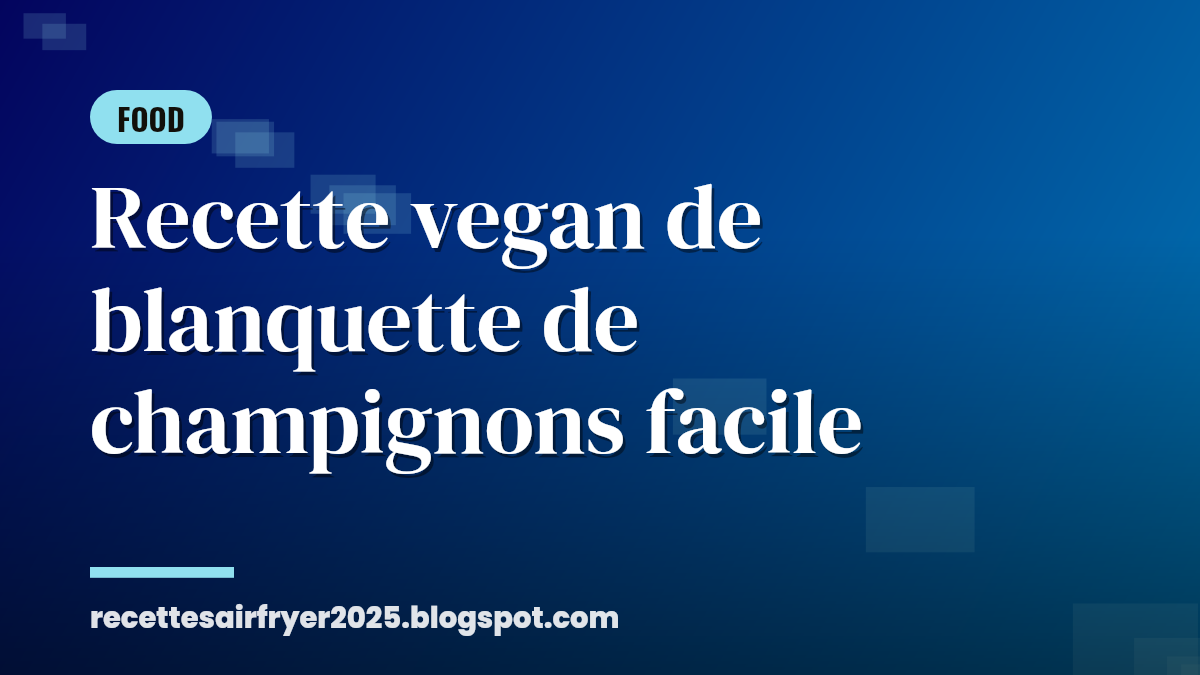 FOOD
Recette vegan de
blanquette de
champignons facile
recettesairfryer2025.blogspot.com